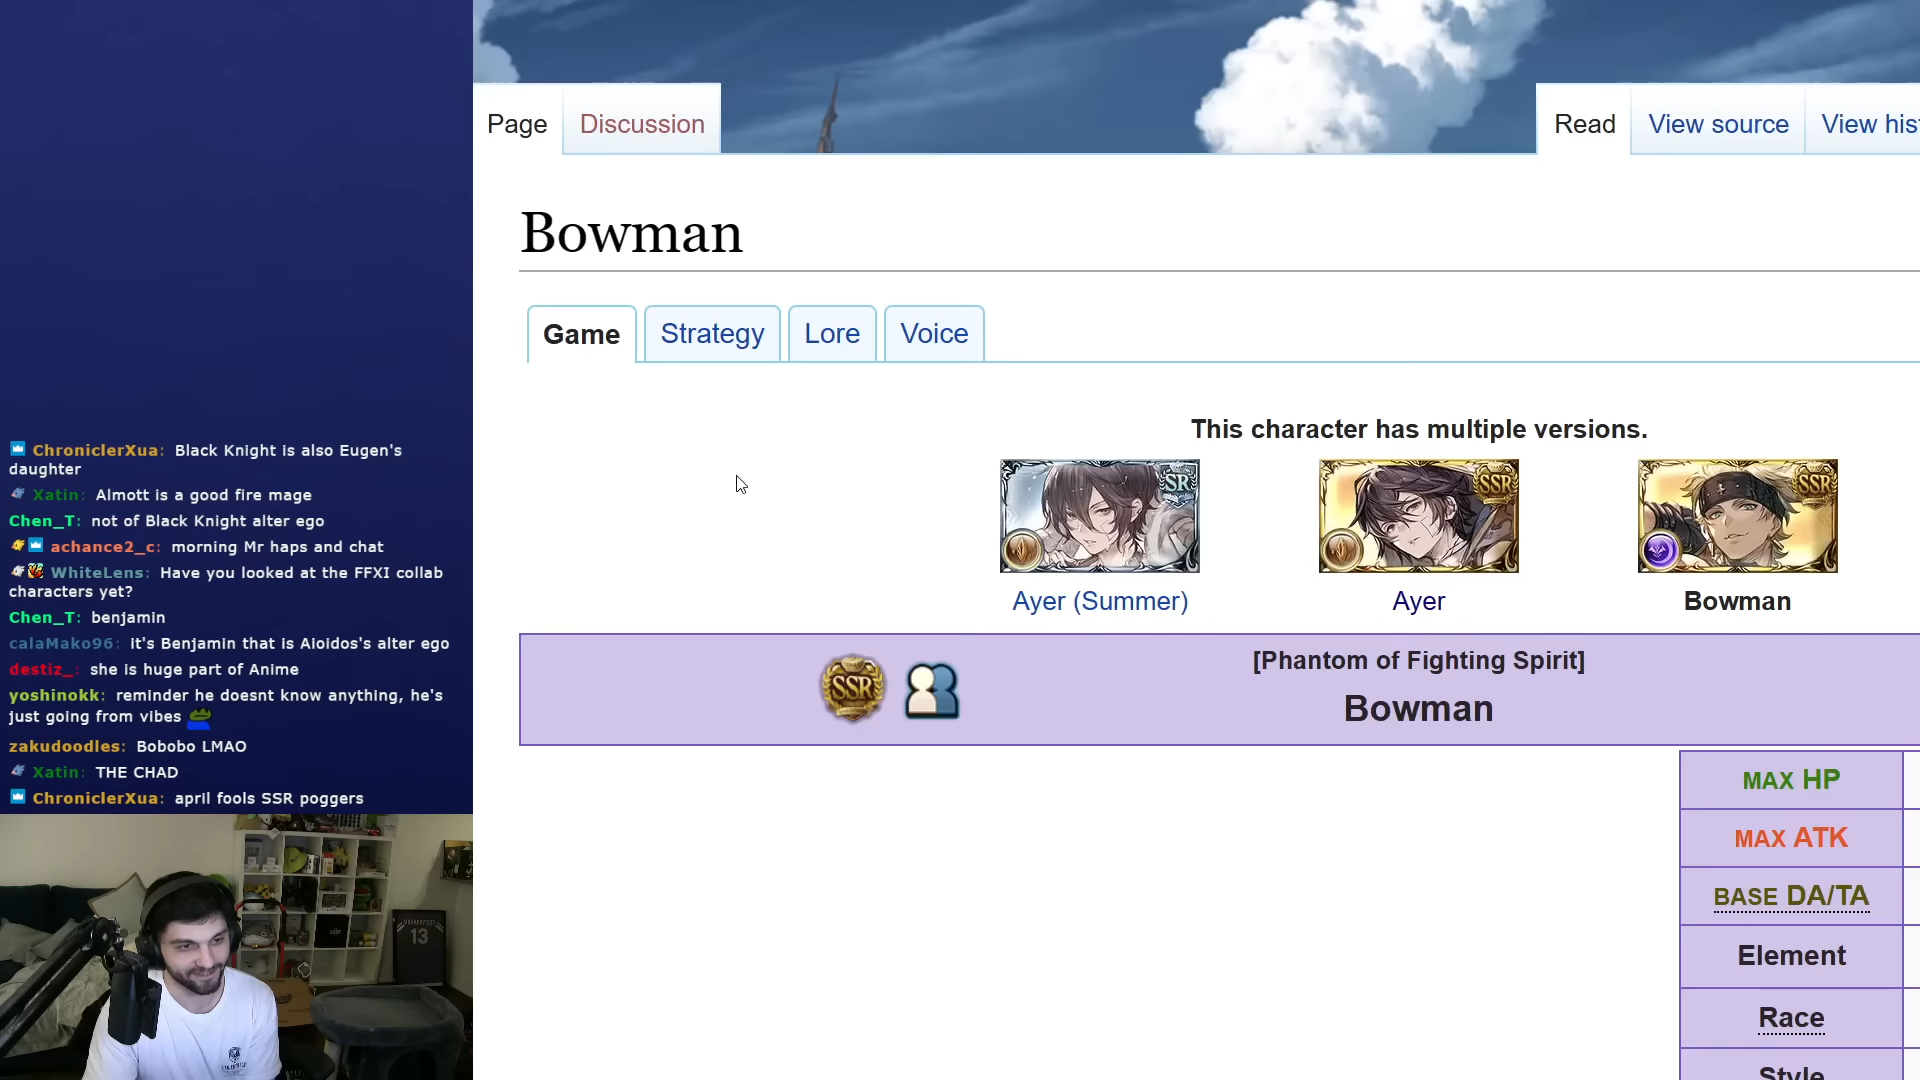 Page
Discussion
Read
View source
View his
Bowman
Game
Strategy
Lore
Voice
This character has multiple versions.
SR
SSR
SSR
Ayer (Summer)
Ayer
Bowman
SSR
[Phantom of Fighting Spirit]
Bowman
MAX HP
MAX ATK
BASE DA/TA
Element
Race
Style
ChroniclerXua: Black Knight is also Eugen's
daughter
Xatin: Almott is a good fire mage
Chen_T: not of Black Knight alter ego
achance2_c: morning Mr haps and chat
WhiteLens: Have you looked at the FFXI collab
characters yet?
Chen_T: benjamin
calaMako96: it's Benjamin that is Aioidos's alter ego
destiz_: she is huge part of Anime
yoshinokk: reminder he doesnt know anything, he's
just going from vibes
zakudoodles: Bobobo LMAO
Xatin: THE CHAD
ChroniclerXua: april fools SSR poggers
13